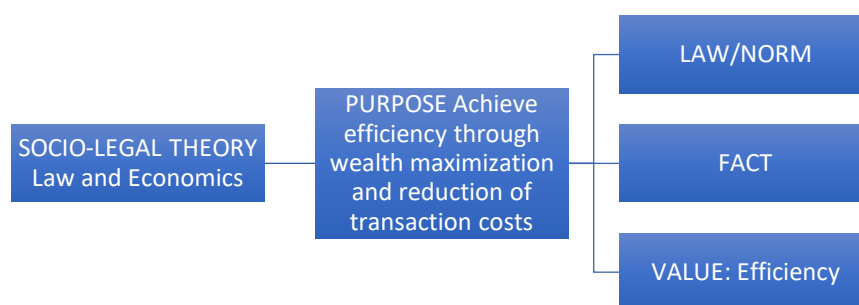 SOCIO-LEGAL THEORY
Law and Economics
PURPOSE Achieve
efficiency through
wealth maximization
and reduction of
transaction costs
LAW/NORM
FACT
VALUE: Efficiency